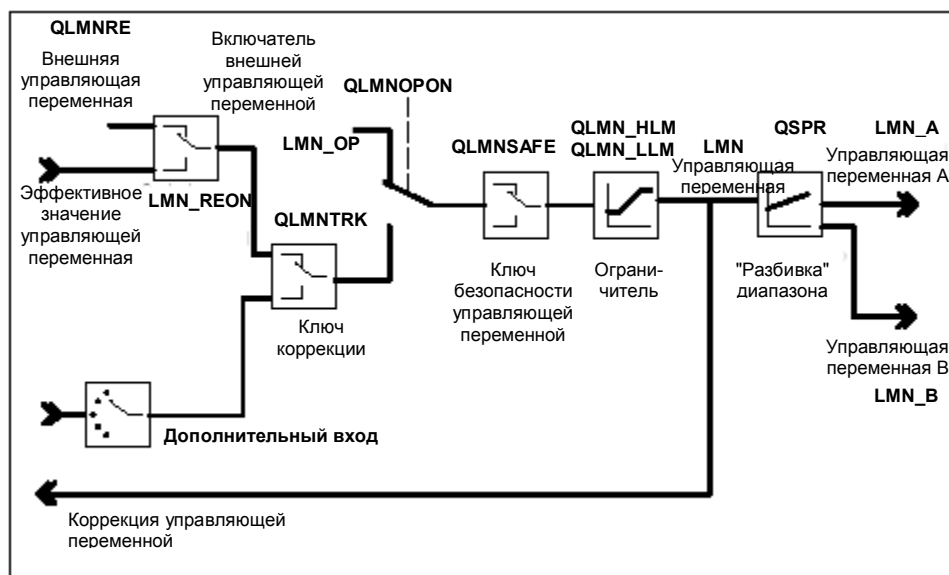 QLMNRE
Внешняя
управляющая
переменная
Включатель
внешней
управляющей
переменной
QLMNOPON
LMN_OP
QLMNSAFE
QLMN_HLM
QLMN_LLM
LMN
Управляющая
переменная
QSPR
LMN_A
Управляющая
переменная A
Эффективное
значение
управляющей
переменная
LMN_REON
QLMNTRK
Ключ
коррекции
Ключ
безопасности
управляющей
переменной
Ограни-
читель
"Разбивка"
диапазона
Управляющая
переменная B
LMN_B
Дополнительный вход
Коррекция управляющей
переменной